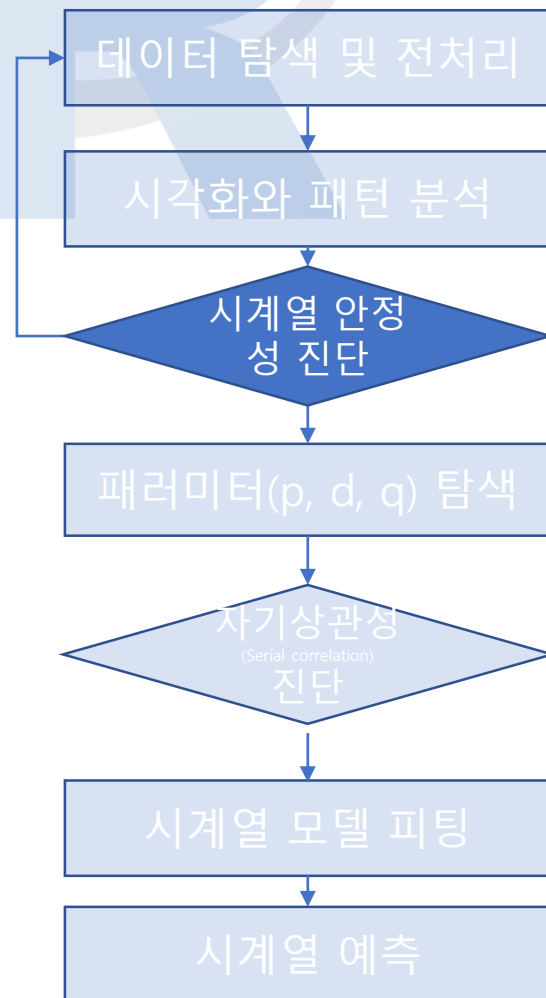 데이터 탐색 및 전처리
시각화와 패턴 분석
시계열 안정
성 진단
패러미터(p, d, q) 탐색
자기상관성
(Serial correlation)
진단
시계열 모델 피팅
시계열 예측